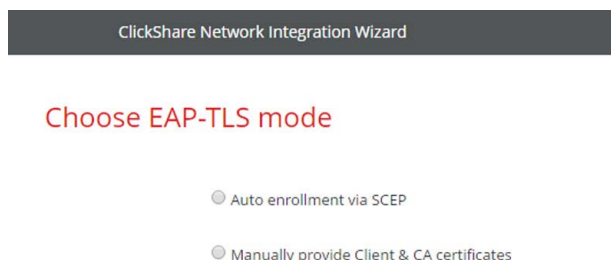 ClickShare Network Integration Wizard
Choose EAP-TLS mode
Auto enrollment via SCEP
Manually provide Client & CA certificates